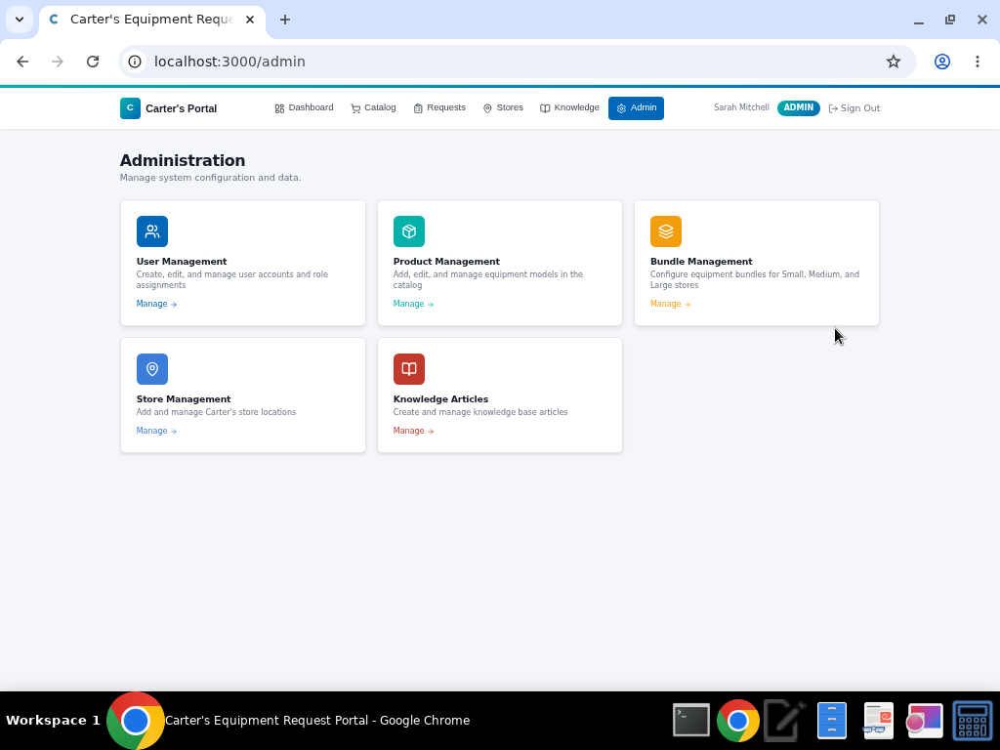 Carter's Equipment Reque
localhost:3000/admin
C Carter's Portal Dashboard Catalog Requests Stores Knowledge Admin Sarah Mitchell ADMIN Sign Out
Administration
Manage system configuration and data.
User Management
Create, edit, and manage user accounts and role
assignments
Manage →
Product Management
Add, edit, and manage equipment models in the
catalog
Manage →
Bundle Management
Configure equipment bundles for Small, Medium, and
Large stores
Manage →
Store Management
Add and manage Carter's store locations
Manage →
Knowledge Articles
Create and manage knowledge base articles
Manage →
Workspace 1 Carter's Equipment Request Portal - Google Chrome